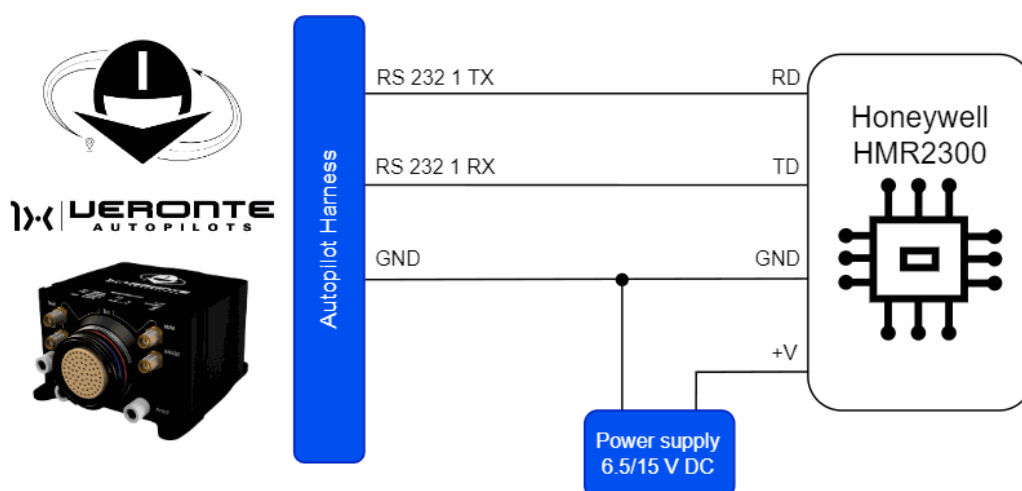 VERONTE
AUTOPILOTS
Autopilot Harness
RS 232 1 TX
RD
RS 232 1 RX
TD
GND
GND
+V
Honeywell
HMR2300
Power supply
6.5/15 V DC